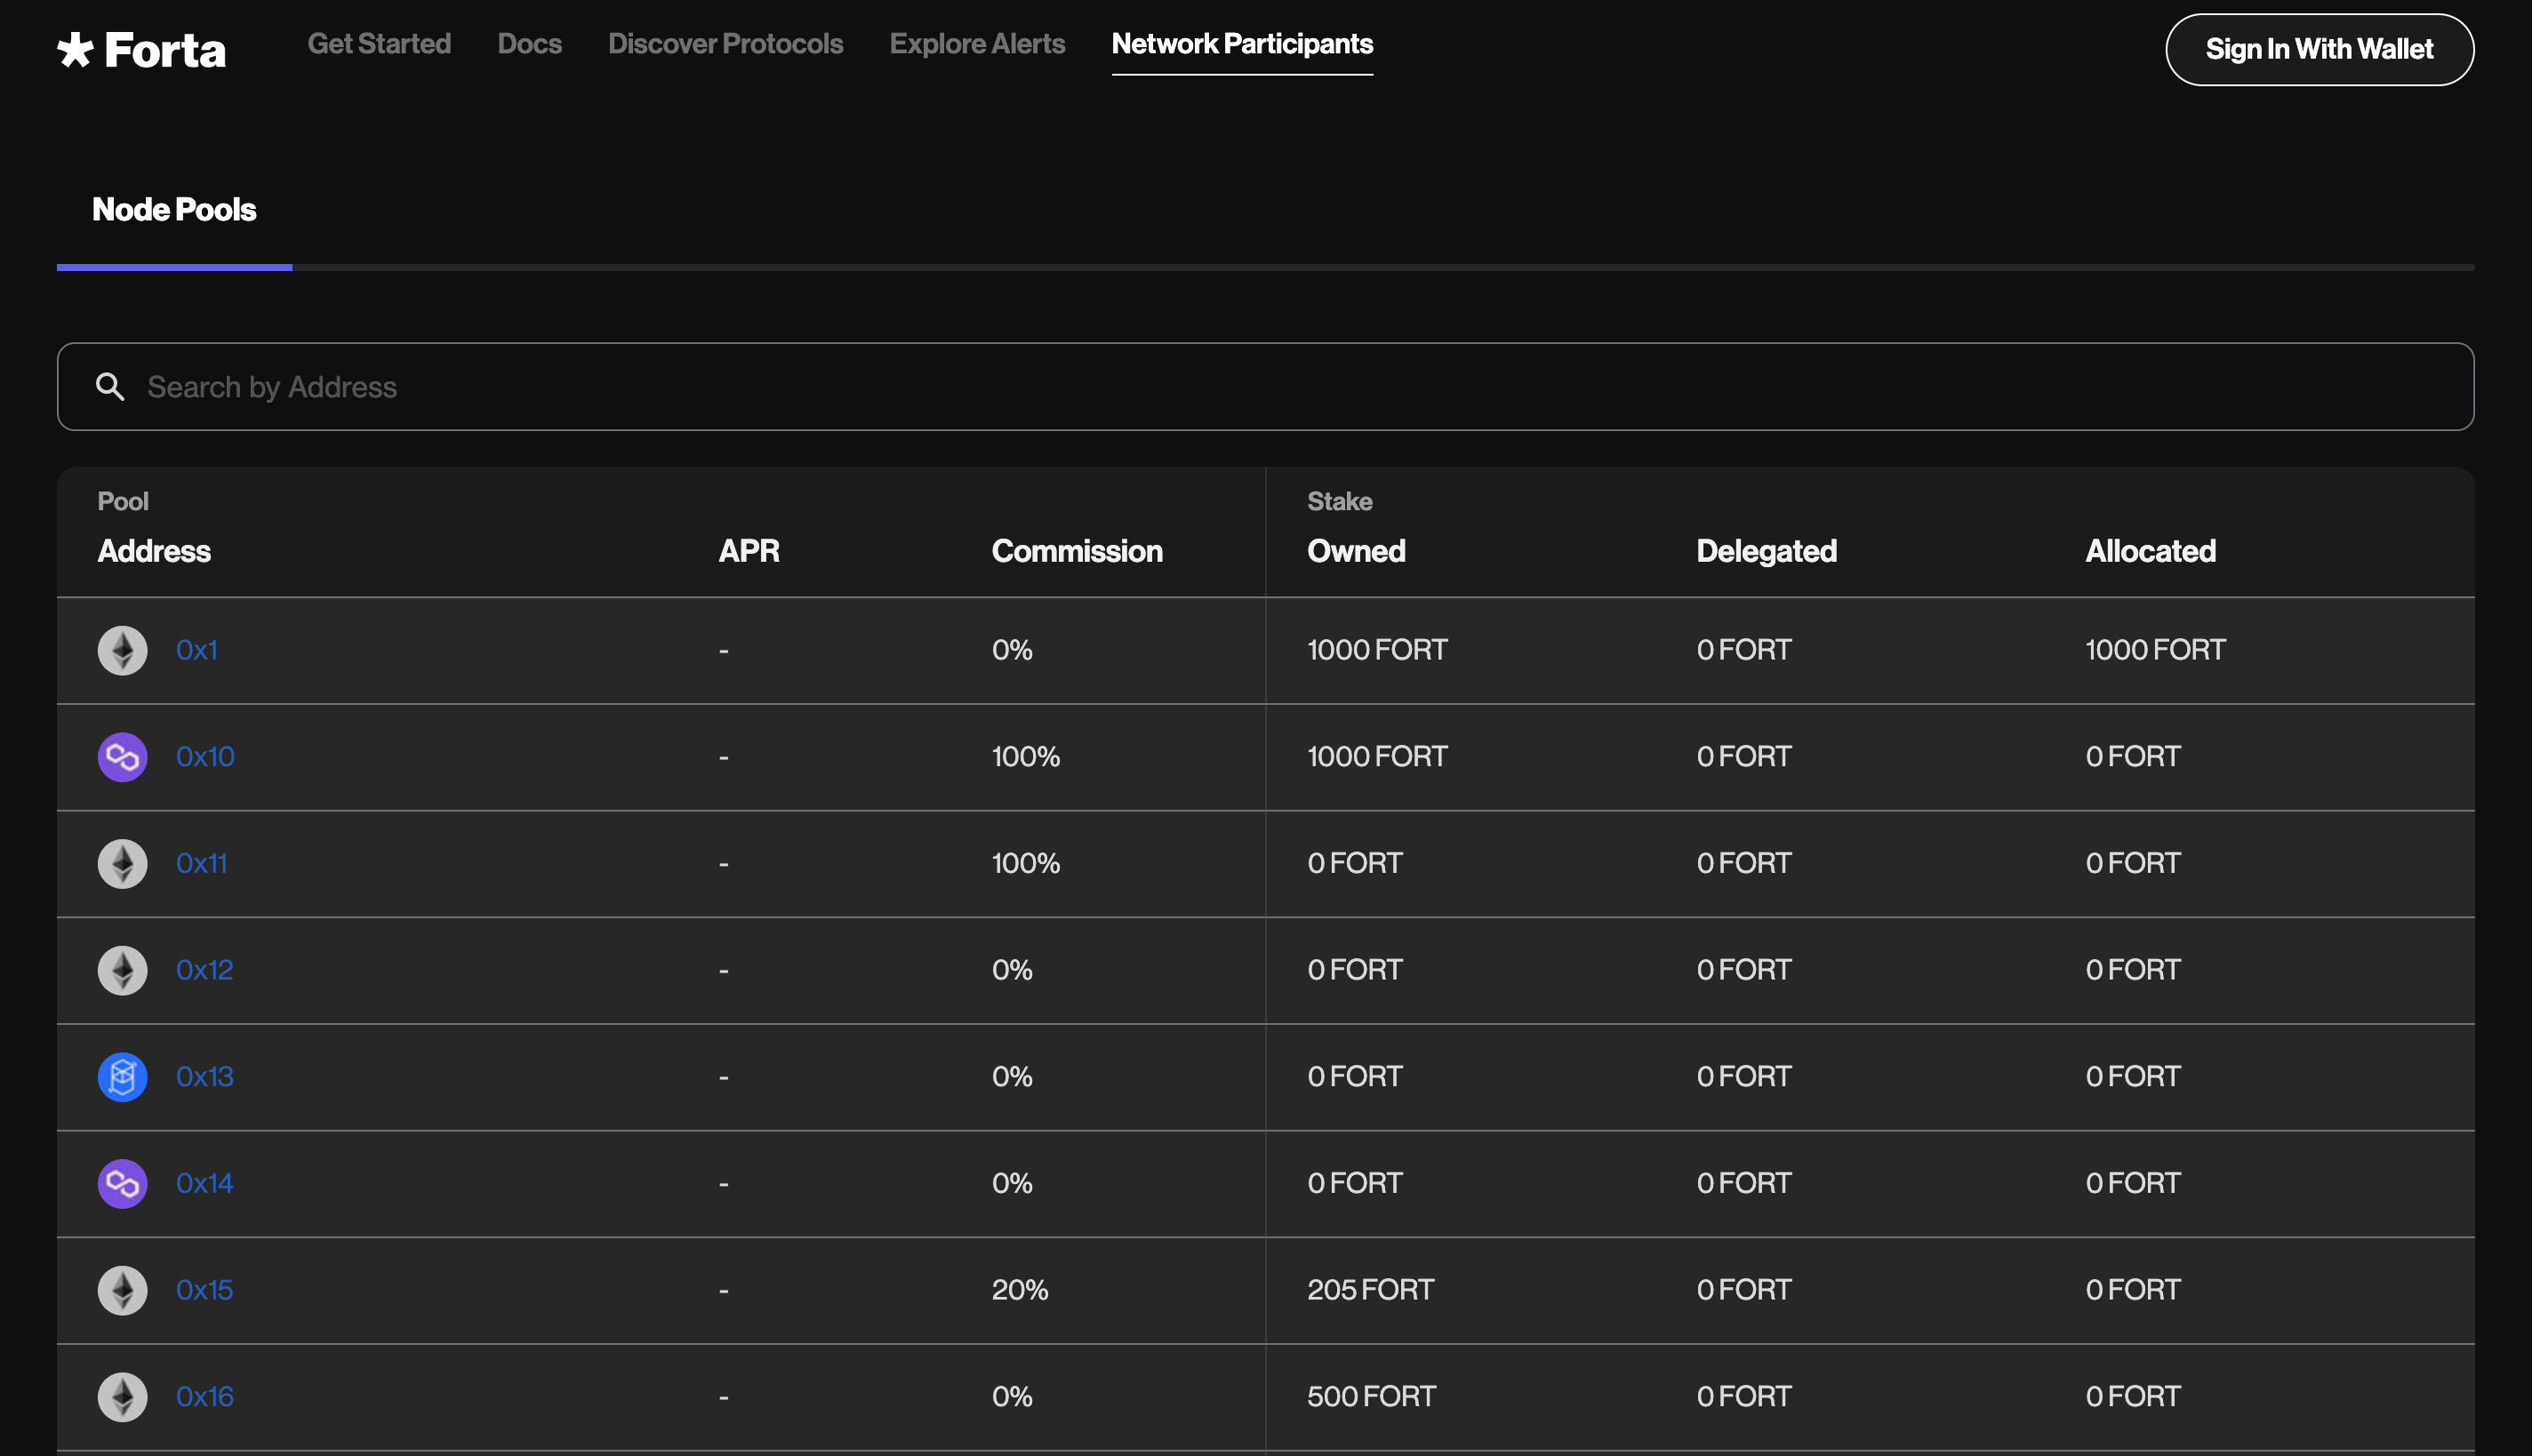 Forta Get Started Docs Discover Protocols Explore Alerts Network Participants Sign In With Wallet
Node Pools
Search by Address
Pool Stake
Address APR Commission Owned Delegated Allocated
0x1 - 0% 1000 FORT 0 FORT 1000 FORT
0x10 - 100% 1000 FORT 0 FORT 0 FORT
0x11 - 100% 0 FORT 0 FORT 0 FORT
0x12 - 0% 0 FORT 0 FORT 0 FORT
0x13 - 0% 0 FORT 0 FORT 0 FORT
0x14 - 0% 0 FORT 0 FORT 0 FORT
0x15 - 20% 205 FORT 0 FORT 0 FORT
0x16 - 0% 500 FORT 0 FORT 0 FORT